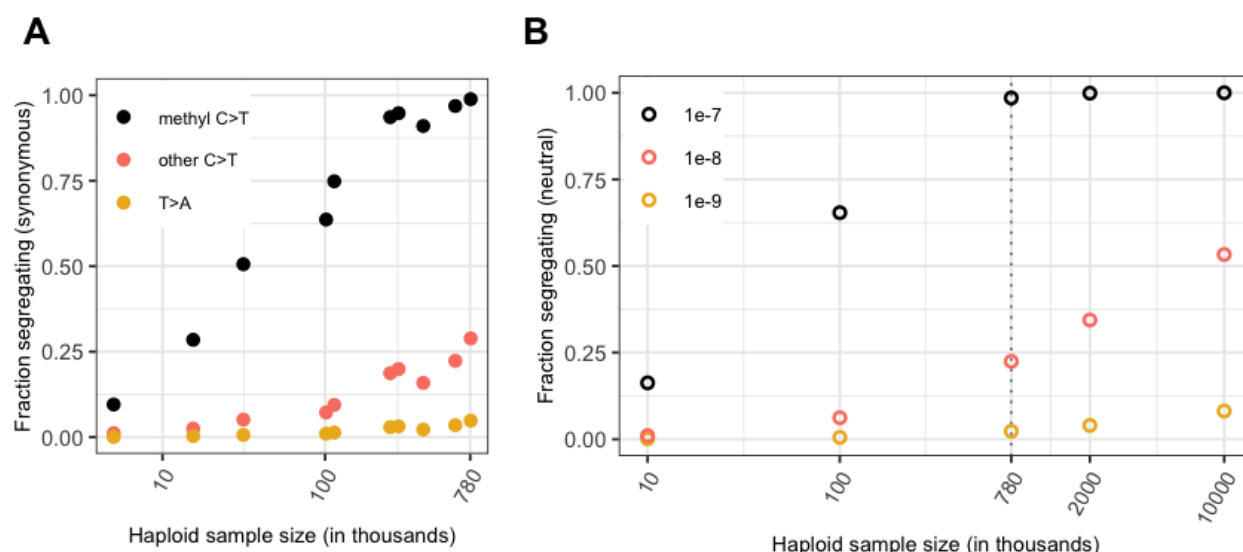 A
Fraction segregating (synonymous)
1.00
0.75
0.50
0.25
0.00
methyl C>T
other C>T
T>A
10
100
780
Haploid sample size (in thousands)
B
Fraction segregating (neutral)
1.00
0.75
0.50
0.25
0.00
1e-7
1e-8
1e-9
10
100
780
2000
10000
Haploid sample size (in thousands)